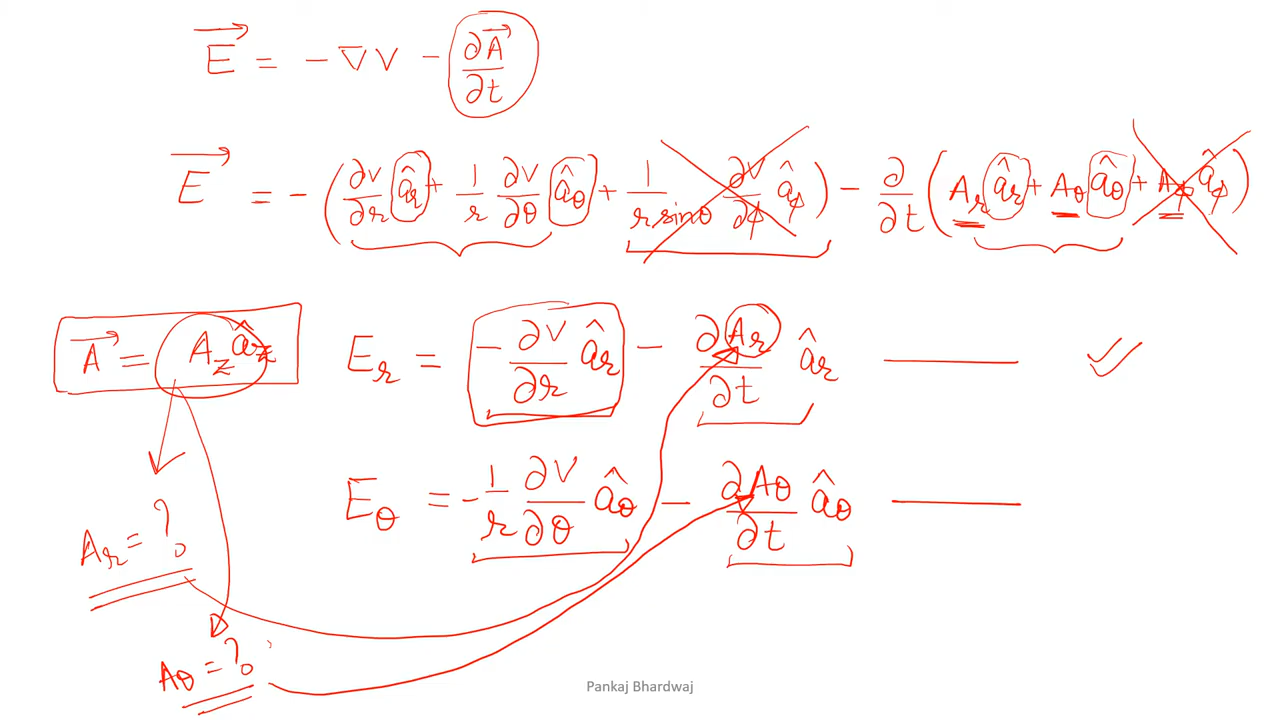 →E = − ∇V − ∂→A/∂t
→E = − (∂V/∂r âr + 1/r ∂V/∂θ âθ + 1/(r sinθ) ∂V/∂ϕ âϕ) − ∂/∂t (Ar âr + Aθ âθ + Aϕ âϕ)
→A = Az âz
Er = − ∂V/∂r âr − ∂Ar/∂t âr —— ✓
Eθ = − 1/r ∂V/∂θ âθ − ∂Aθ/∂t âθ ——
Ar = ?
Aθ = ?
Pankaj Bhardwaj